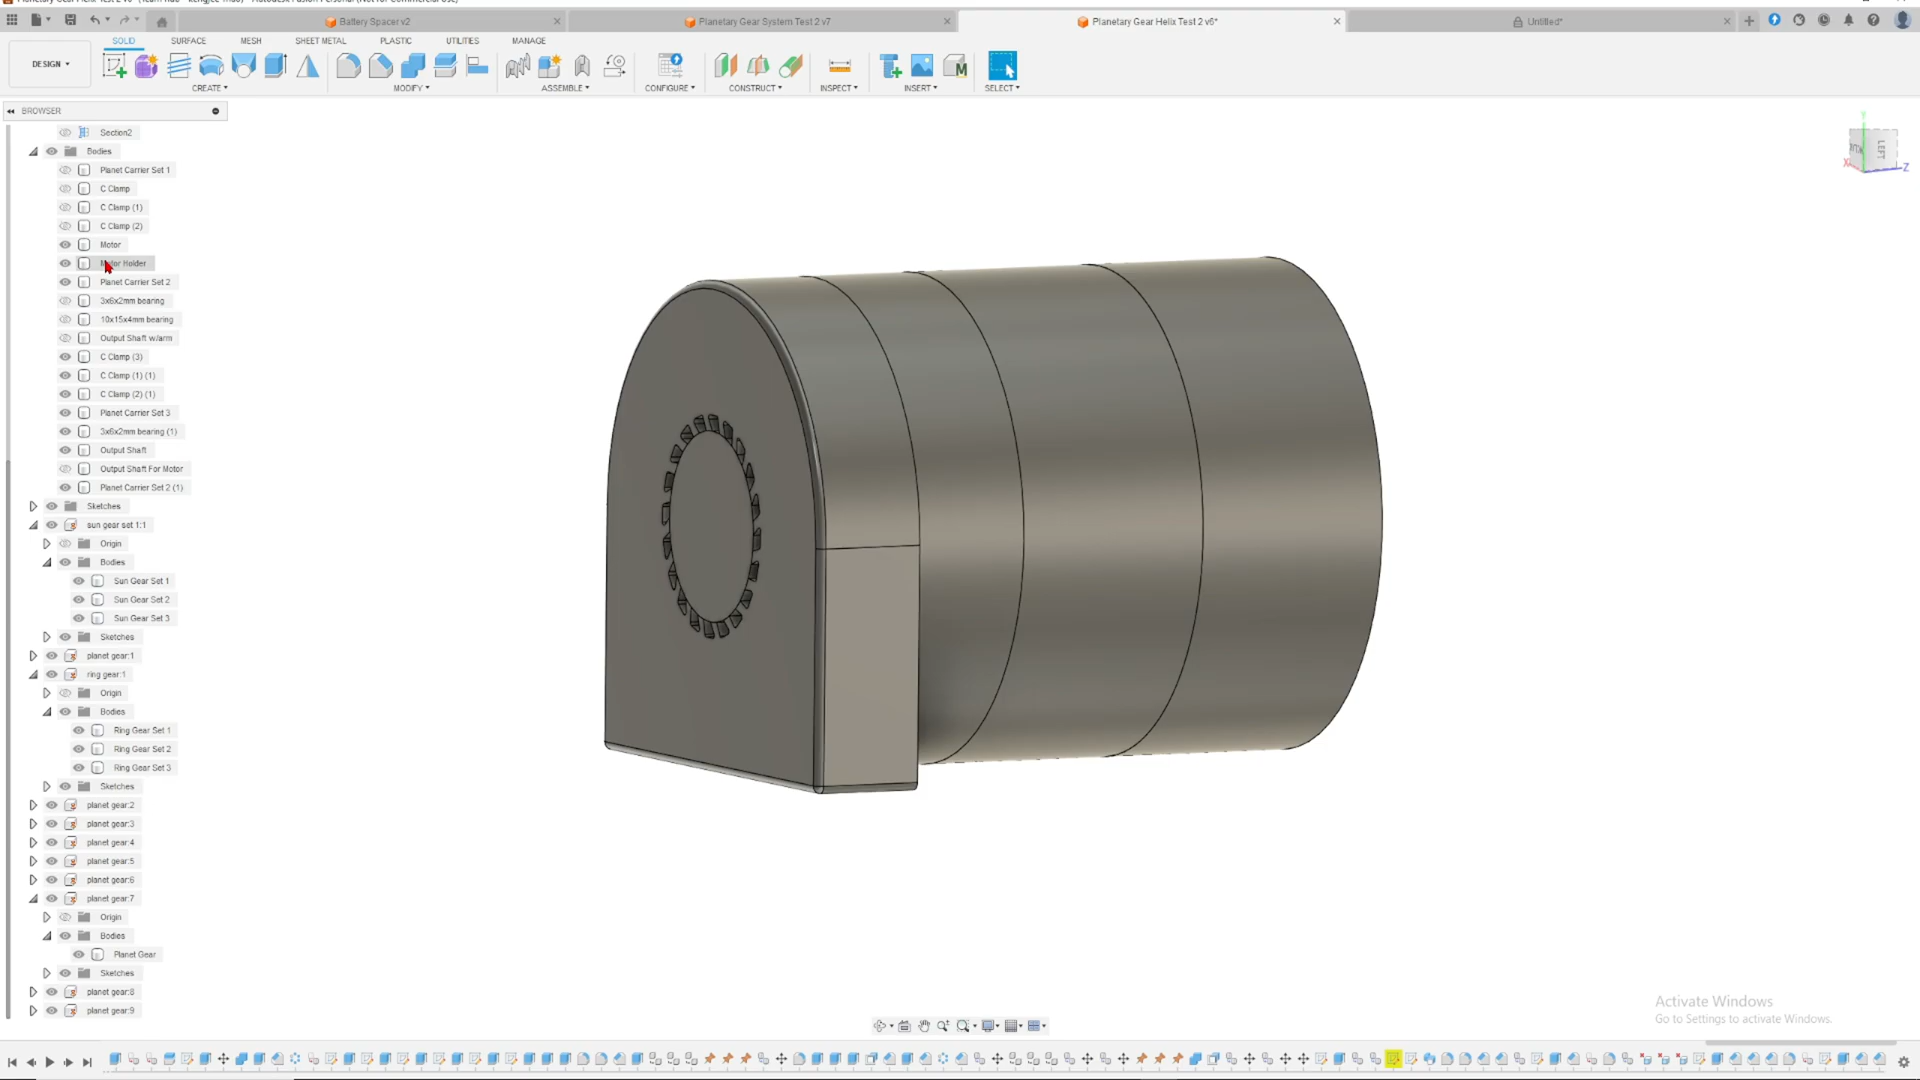 Battery Spacer v2
Planetary Gear System Test 2 v7
Planetary Gear Helix Test 2 v6*
Untitled*
SOLID SURFACE MESH SHEET METAL PLASTIC UTILITIES MANAGE
DESIGN
CREATE MODIFY ASSEMBLE CONFIGURE CONSTRUCT INSPECT INSERT SELECT
BROWSER
Section2
Bodies
Planet Carrier Set 1
C Clamp
C Clamp (1)
C Clamp (2)
Motor
Holder
Planet Carrier Set 2
3x6x2mm bearing
10x15x4mm bearing
Output Shaft w/arm
C Clamp (3)
C Clamp (1) (1)
C Clamp (2) (1)
Planet Carrier Set 3
3x6x2mm bearing (1)
Output Shaft
Output Shaft For Motor
Planet Carrier Set 2 (1)
Sketches
sun gear set 1:1
Origin
Bodies
Sun Gear Set 1
Sun Gear Set 2
Sun Gear Set 3
Sketches
planet gear:1
ring gear:1
Origin
Bodies
Ring Gear Set 1
Ring Gear Set 2
Ring Gear Set 3
Sketches
planet gear:2
planet gear:3
planet gear:4
planet gear:5
planet gear:6
planet gear:7
Origin
Bodies
Planet Gear
Sketches
planet gear:8
planet gear:9
Y
LEFT
X
Z
Activate Windows
Go to Settings to activate Windows.